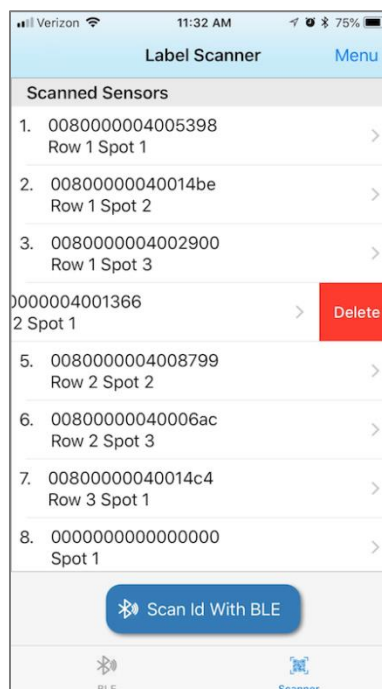 Verizon 11:32 AM 75%
Label Scanner Menu
Scanned Sensors
1. 0080000004005398
Row 1 Spot 1
2. 00800000040014be
Row 1 Spot 2
3. 0080000004002900
Row 1 Spot 3
0000004001366
2 Spot 1
Delete
5. 0080000004008799
Row 2 Spot 2
6. 00800000040006ac
Row 2 Spot 3
7. 00800000040014c4
Row 3 Spot 1
8. 0000000000000000
Spot 1
Scan Id With BLE
BLE Scanner